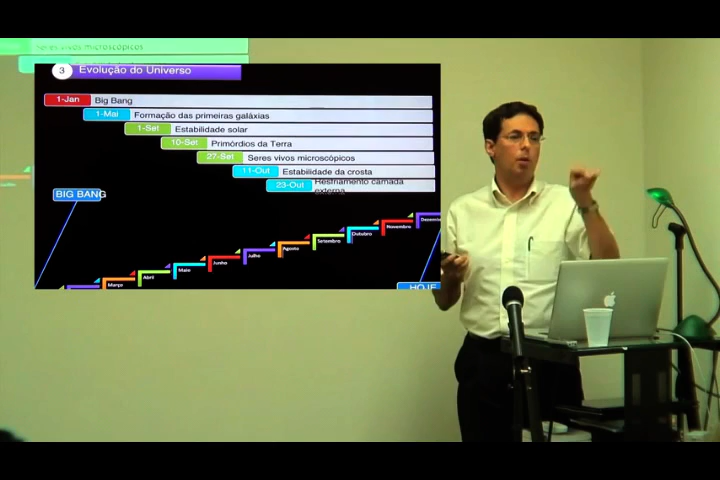 Seres vivos microscópicos
3 Evolução do Universo
1-Jan Big Bang
1-Mai Formação das primeiras galáxias
1-Set Estabilidade solar
10-Set Primórdios da Terra
27-Set Seres vivos microscópicos
11-Out Estabilidade da crosta
23-Out Resfriamento camada
externa
BIG BANG
Março
Abril
Maio
Junho
Julho
Agosto
Setembro
Outubro
Novembro
Dezembro
HOJE